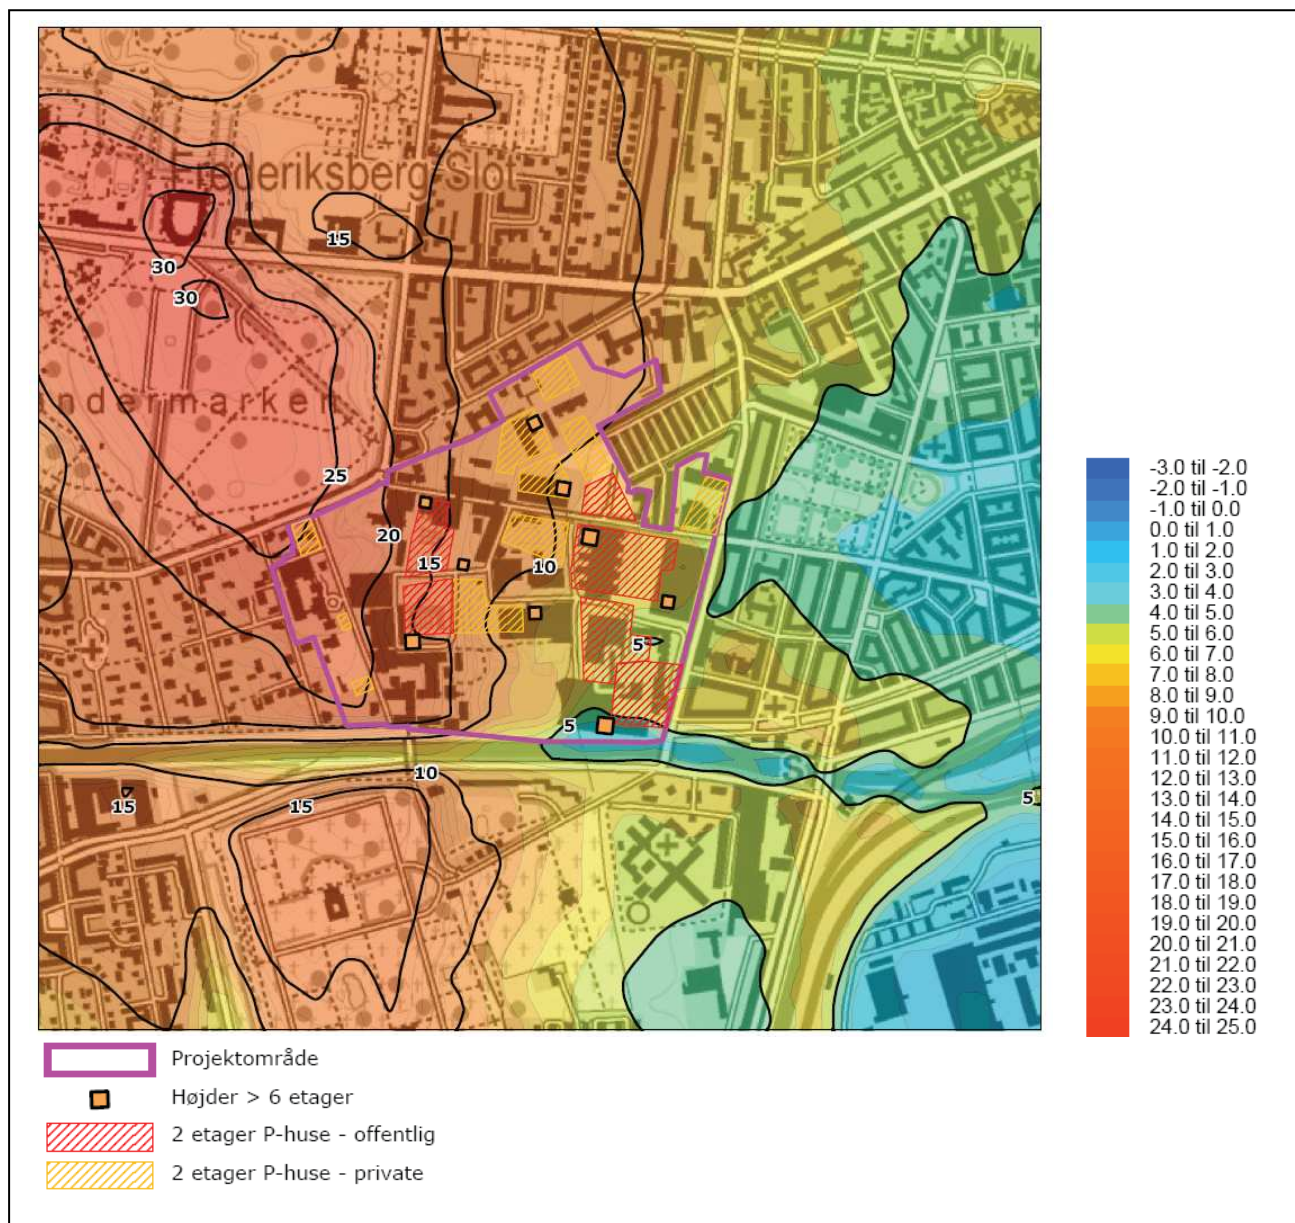 Frederiksberg Slot
15
30
30
ndermarken
25
20
15
10
5
5
10
15
15
S
5
-3.0 til -2.0
-2.0 til -1.0
-1.0 til 0.0
0.0 til 1.0
1.0 til 2.0
2.0 til 3.0
3.0 til 4.0
4.0 til 5.0
5.0 til 6.0
6.0 til 7.0
7.0 til 8.0
8.0 til 9.0
9.0 til 10.0
10.0 til 11.0
11.0 til 12.0
12.0 til 13.0
13.0 til 14.0
14.0 til 15.0
15.0 til 16.0
16.0 til 17.0
17.0 til 18.0
18.0 til 19.0
19.0 til 20.0
20.0 til 21.0
21.0 til 22.0
22.0 til 23.0
23.0 til 24.0
24.0 til 25.0
Projektområde
Højder > 6 etager
2 etager P-huse - offentlig
2 etager P-huse - private